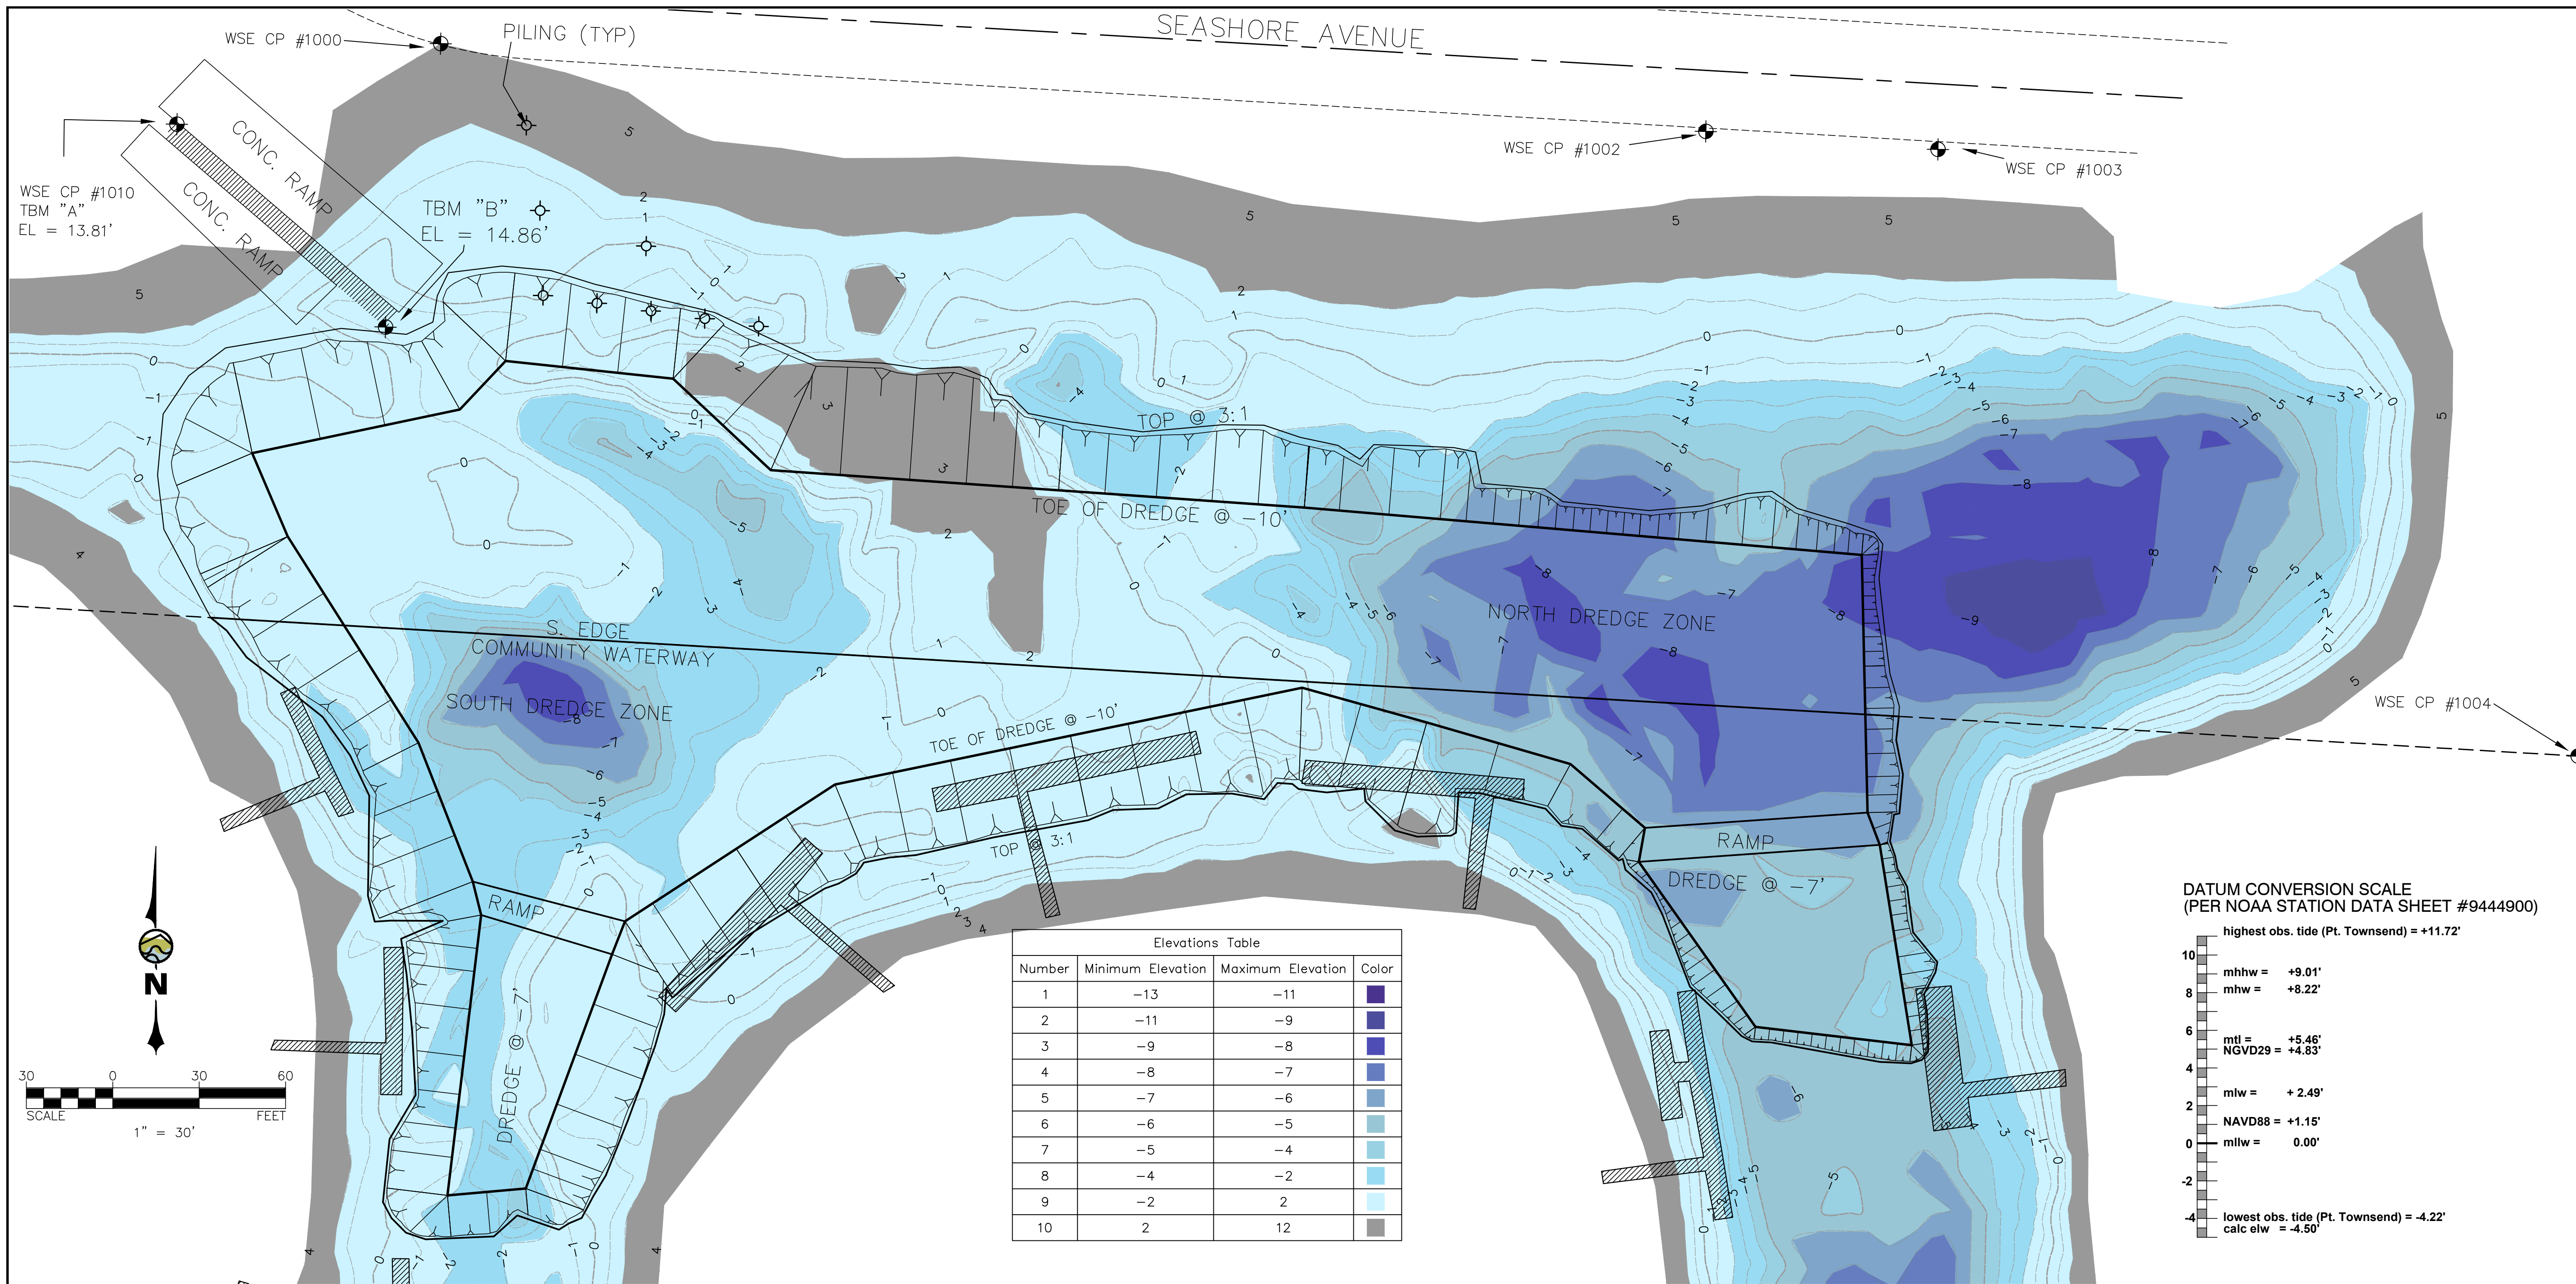 SEASHORE AVENUE
WSE CP #1000
PILING (TYP)
WSE CP #1002
WSE CP #1003
CONC. RAMP
CONC. RAMP
WSE CP #1010
TBM "A"
EL = 13.81'
TBM "B"
EL = 14.86'
TOP @ 3:1
TOE OF DREDGE @ -10'
NORTH DREDGE ZONE
S. EDGE
COMMUNITY WATERWAY
SOUTH DREDGE ZONE
TOE OF DREDGE @ -10'
TOP @ 3:1
WSE CP #1004
RAMP
DREDGE @ -7'
RAMP
DREDGE @ -7'
N
30 0 30 60
SCALE FEET
1" = 30'
Elevations Table
Number Minimum Elevation Maximum Elevation Color
1 -13 -11
2 -11 -9
3 -9 -8
4 -8 -7
5 -7 -6
6 -6 -5
7 -5 -4
8 -4 -2
9 -2 2
10 2 12
DATUM CONVERSION SCALE
(PER NOAA STATION DATA SHEET #9444900)
highest obs. tide (Pt. Townsend) = +11.72'
10
mhhw = +9.01'
8
mhw = +8.22'
6
mtl = +5.46'
NGVD29 = +4.83'
4
mlw = + 2.49'
2
NAVD88 = +1.15'
0
mllw = 0.00'
-2
-4
lowest obs. tide (Pt. Townsend) = -4.22'
calc elw = -4.50'